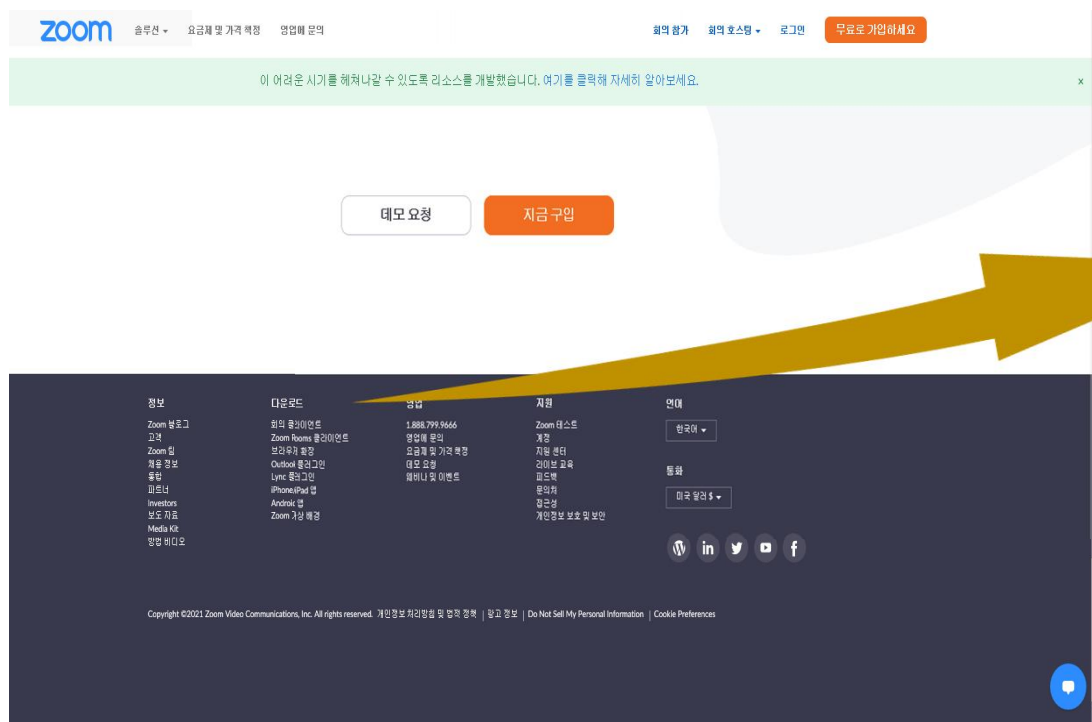 zoom 솔루션 요금제 및 가격 책정 영업에 문의 회의 참가 회의 호스팅 로그인 무료로 가입하세요
이 어려운 시기를 헤쳐나갈 수 있도록 리소스를 개발했습니다. 여기를 클릭해 자세히 알아보세요. x
데모 요청 지금 구입
정보
Zoom 블로그
고객
Zoom 팀
채용 정보
통합
파트너
Investors
보도 자료
Media Kit
방법 비디오
다운로드
회의 클라이언트
Zoom Rooms 클라이언트
브라우저 확장
Outlook 플러그인
Lync 플러그인
iPhone/iPad 앱
Android 앱
Zoom 가상 배경
영업
1.888.799.9666
영업에 문의
요금제 및 가격 책정
데모 요청
웨비나 및 이벤트
지원
Zoom 테스트
계정
지원 센터
라이브 교육
피드백
문의처
접근성
개인정보 보호 및 보안
언어
한국어
통화
미국 달러 $
Copyright ©2021 Zoom Video Communications, Inc. All rights reserved. 개인정보 처리방침 및 법적 정책 | 광고 정보 | Do Not Sell My Personal Information | Cookie Preferences